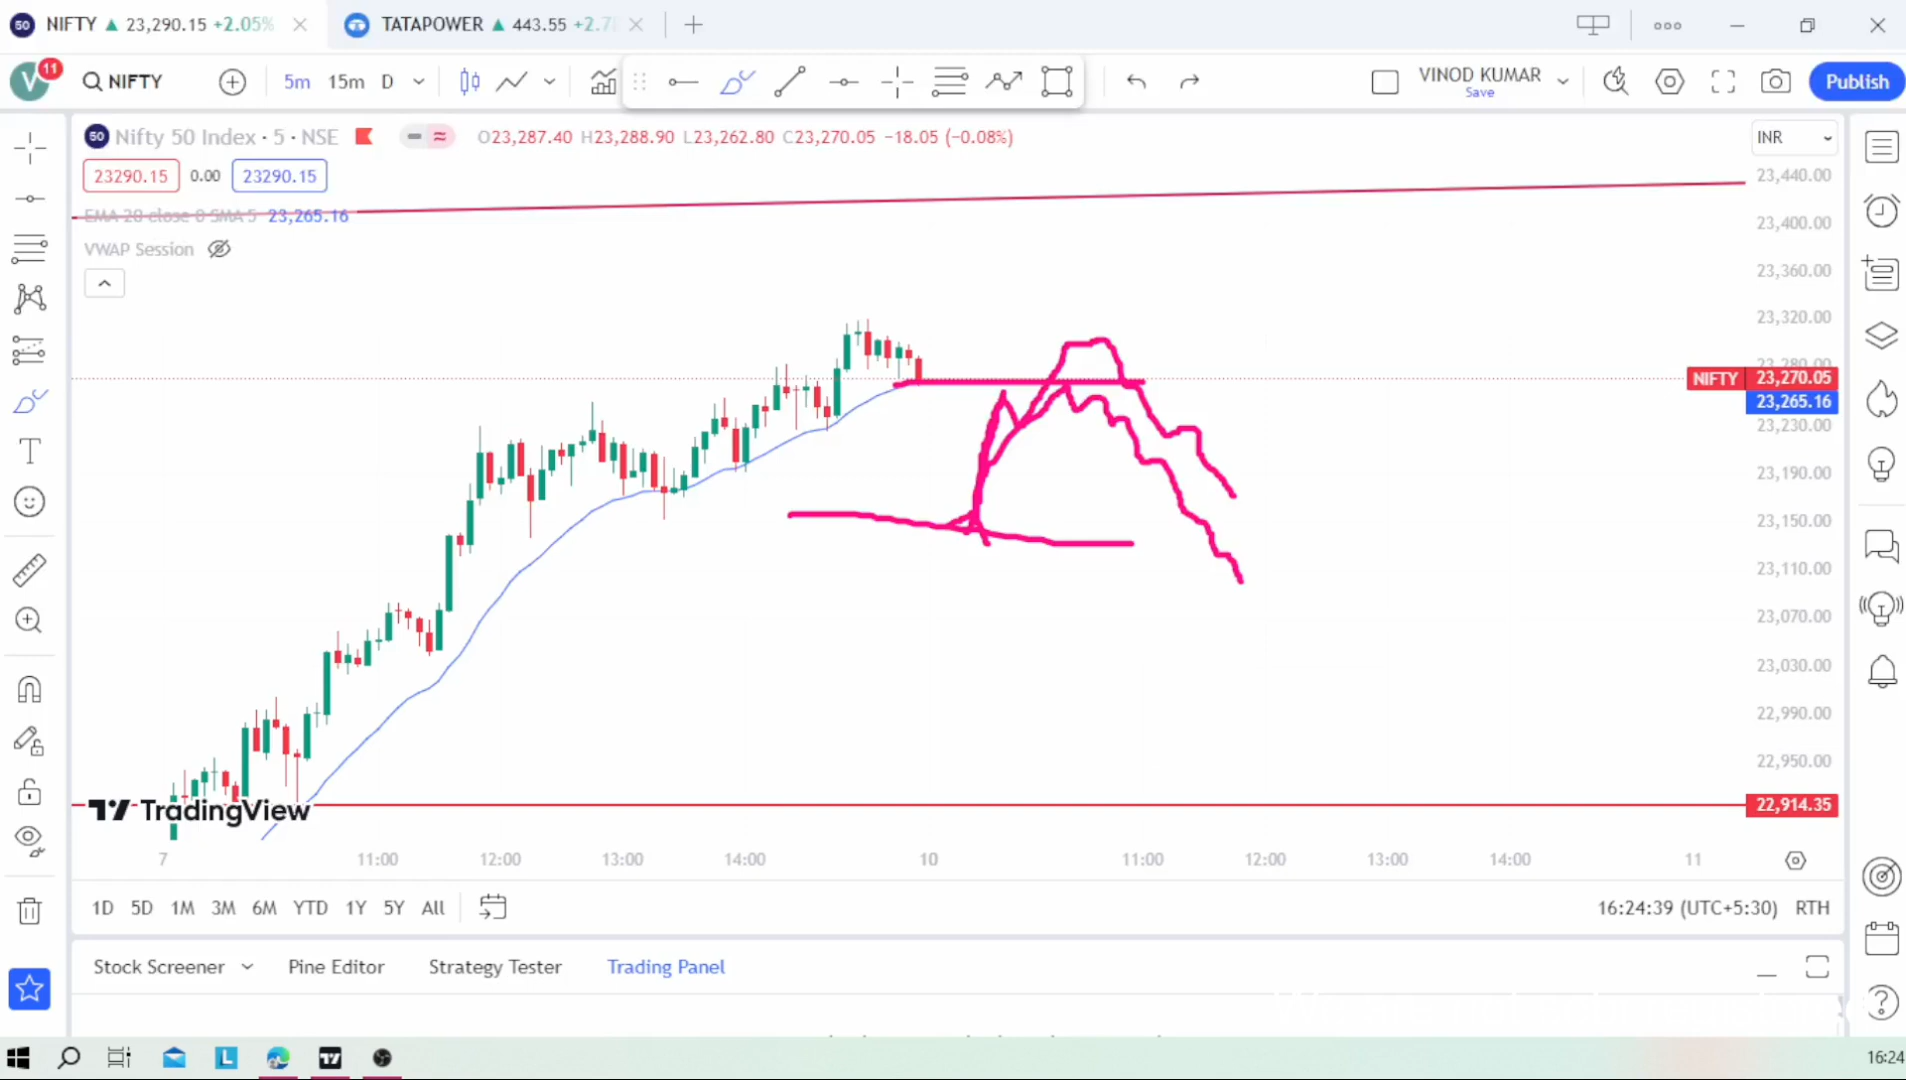 NIFTY ▲ 23,290.15 +2.05%
TATAPOWER ▲ 443.55 +2.7
11
V
NIFTY
5m 15m D
VINOD KUMAR
Save
Publish
50 Nifty 50 Index · 5 · NSE
O23,287.40 H23,288.90 L23,262.80 C23,270.05 −18.05 (−0.08%)
INR
23290.15 0.00 23290.15
EMA 20 close 0 SMA 5 23,265.16
VWAP Session
23,440.00
23,400.00
23,360.00
23,320.00
23,280.00
NIFTY 23,270.05
23,265.16
23,230.00
23,190.00
23,150.00
23,110.00
23,070.00
23,030.00
22,990.00
22,950.00
22,914.35
TradingView
7 11:00 12:00 13:00 14:00 10 11:00 12:00 13:00 14:00 11
1D 5D 1M 3M 6M YTD 1Y 5Y All
16:24:39 (UTC+5:30) RTH
Stock Screener Pine Editor Strategy Tester Trading Panel
16:24